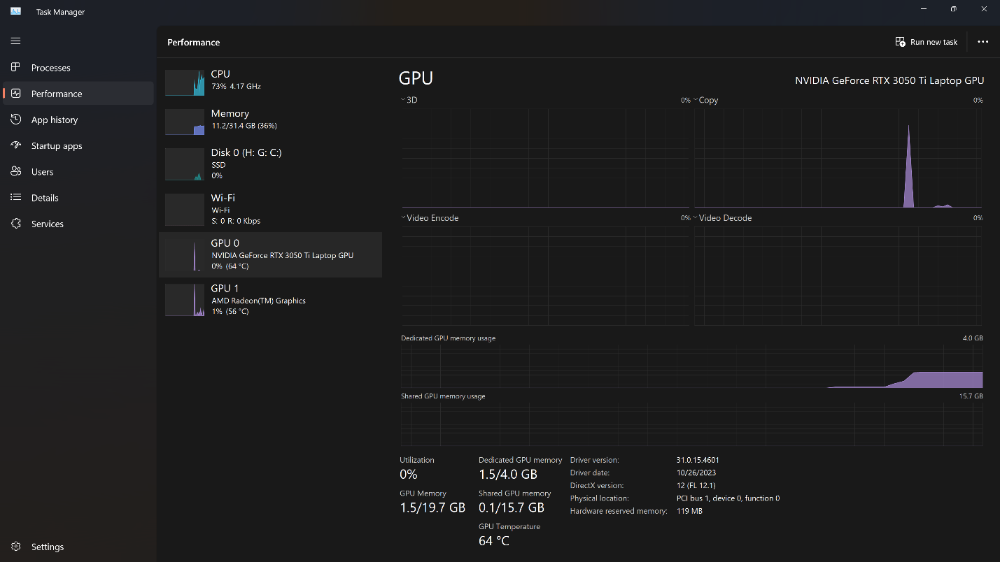 Task Manager
Performance
Run new task
Processes
Performance
App history
Startup apps
Users
Details
Services
Settings
CPU
73% 4.17 GHz
Memory
11.2/31.4 GB (36%)
Disk 0 (H: G: C:)
SSD
0%
Wi-Fi
Wi-Fi
S: 0 R: 0 Kbps
GPU 0
NVIDIA GeForce RTX 3050 Ti Laptop GPU
0% (64 °C)
GPU 1
AMD Radeon(TM) Graphics
1% (56 °C)
GPU
NVIDIA GeForce RTX 3050 Ti Laptop GPU
3D 0%
Copy 0%
Video Encode 0%
Video Decode 0%
Dedicated GPU memory usage 4.0 GB
Shared GPU memory usage 15.7 GB
Utilization
0%
GPU Memory
1.5/19.7 GB
Dedicated GPU memory
1.5/4.0 GB
Shared GPU memory
0.1/15.7 GB
GPU Temperature
64 °C
Driver version: 31.0.15.4601
Driver date: 10/26/2023
DirectX version: 12 (FL 12.1)
Physical location: PCI bus 1, device 0, function 0
Hardware reserved memory: 119 MB